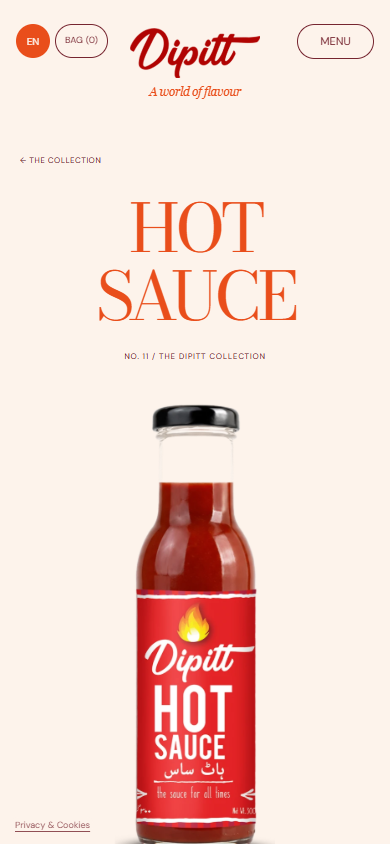 EN
BAG (0)
Dipitt
MENU
A world of flavour
← THE COLLECTION
HOT
SAUCE
NO. 11 / THE DIPITT COLLECTION
Dipitt
HOT
SAUCE
ہاٹ ساس
the sauce for all times
Privacy & Cookies